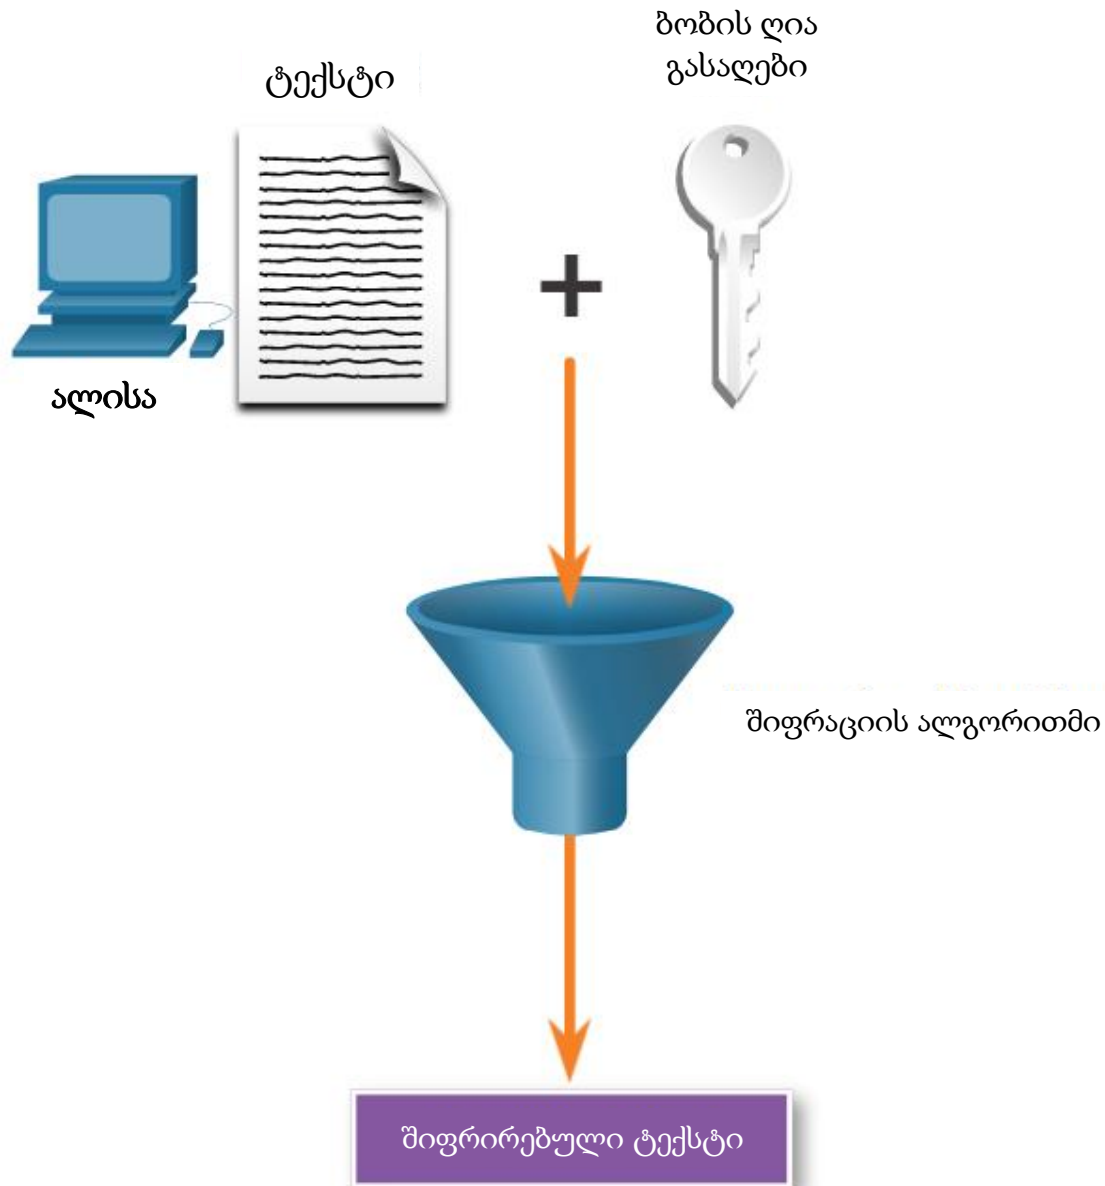 ბობის ღია
გასაღები
ტექსტი
ალისა
შიფრაციის ალგორითმი
შიფრირებული ტექსტი